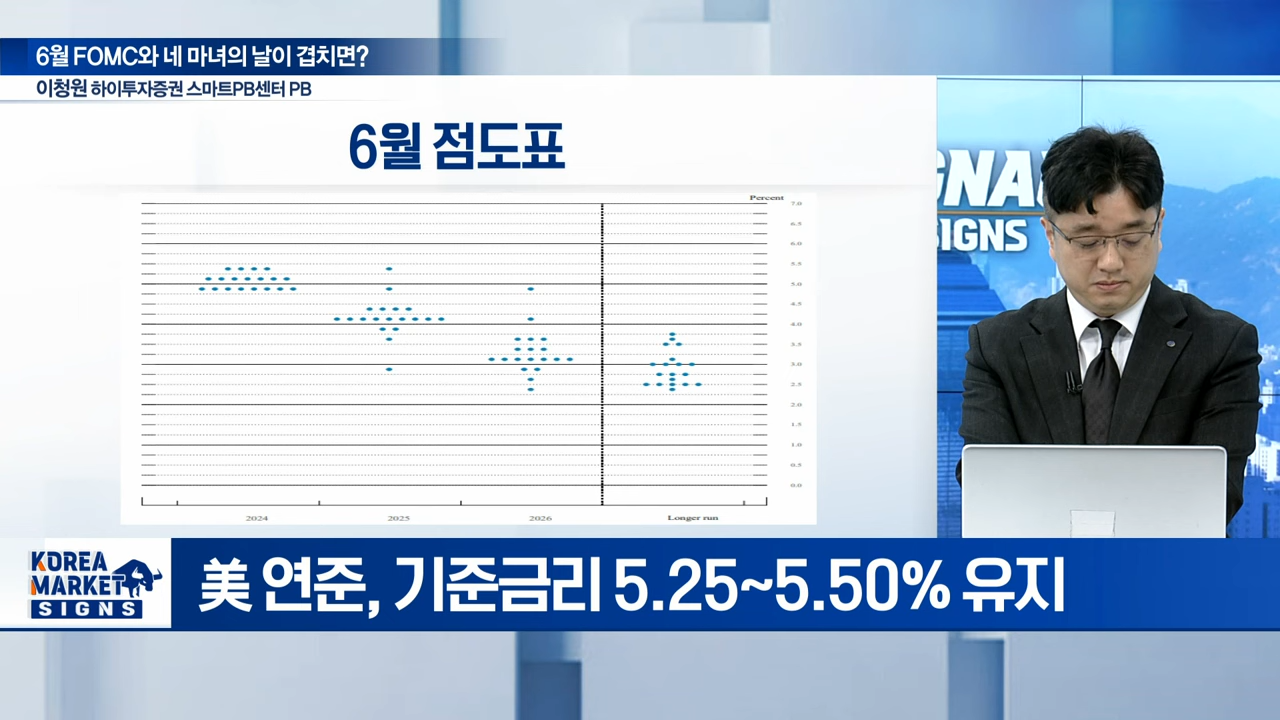 6월 FOMC와 네 마녀의 날이 겹치면?
이청원 하이투자증권 스마트PB센터 PB
6월 점도표
Percent
7.0
6.5
6.0
5.5
5.0
4.5
4.0
3.5
3.0
2.5
2.0
1.5
1.0
0.5
0.0
2024 2025 2026 Longer run
GNAL
SIGNS
KOREA
MARKET
SIGNS
美 연준, 기준금리 5.25~5.50% 유지